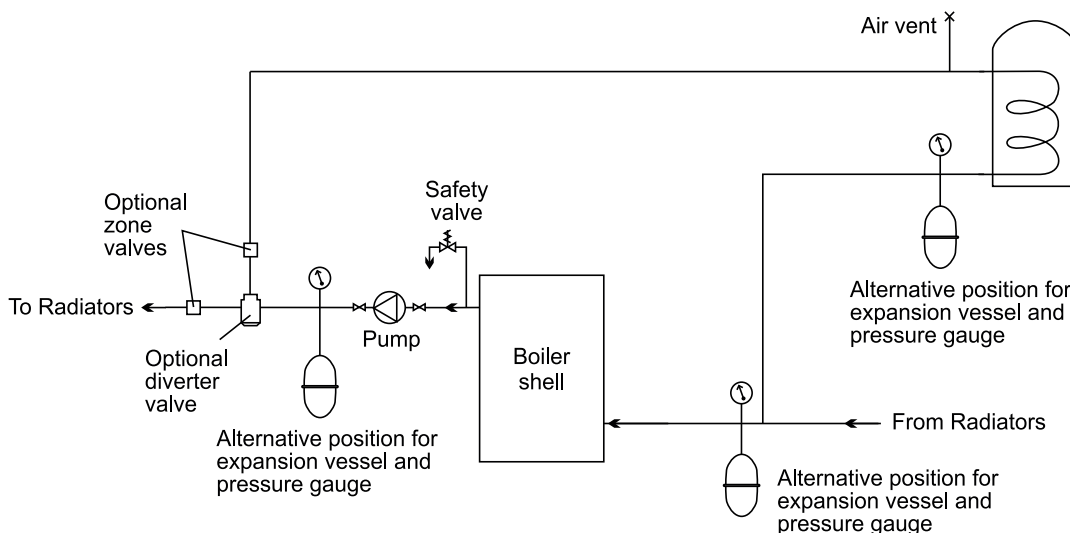 Air vent
Safety
valve
Optional
zone
valves
To Radiators
Pump
Optional
diverter
valve
Boiler
shell
Alternative position for
expansion vessel and
pressure gauge
From Radiators
Alternative position for
expansion vessel and
pressure gauge
Alternative position for
expansion vessel and
pressure gauge